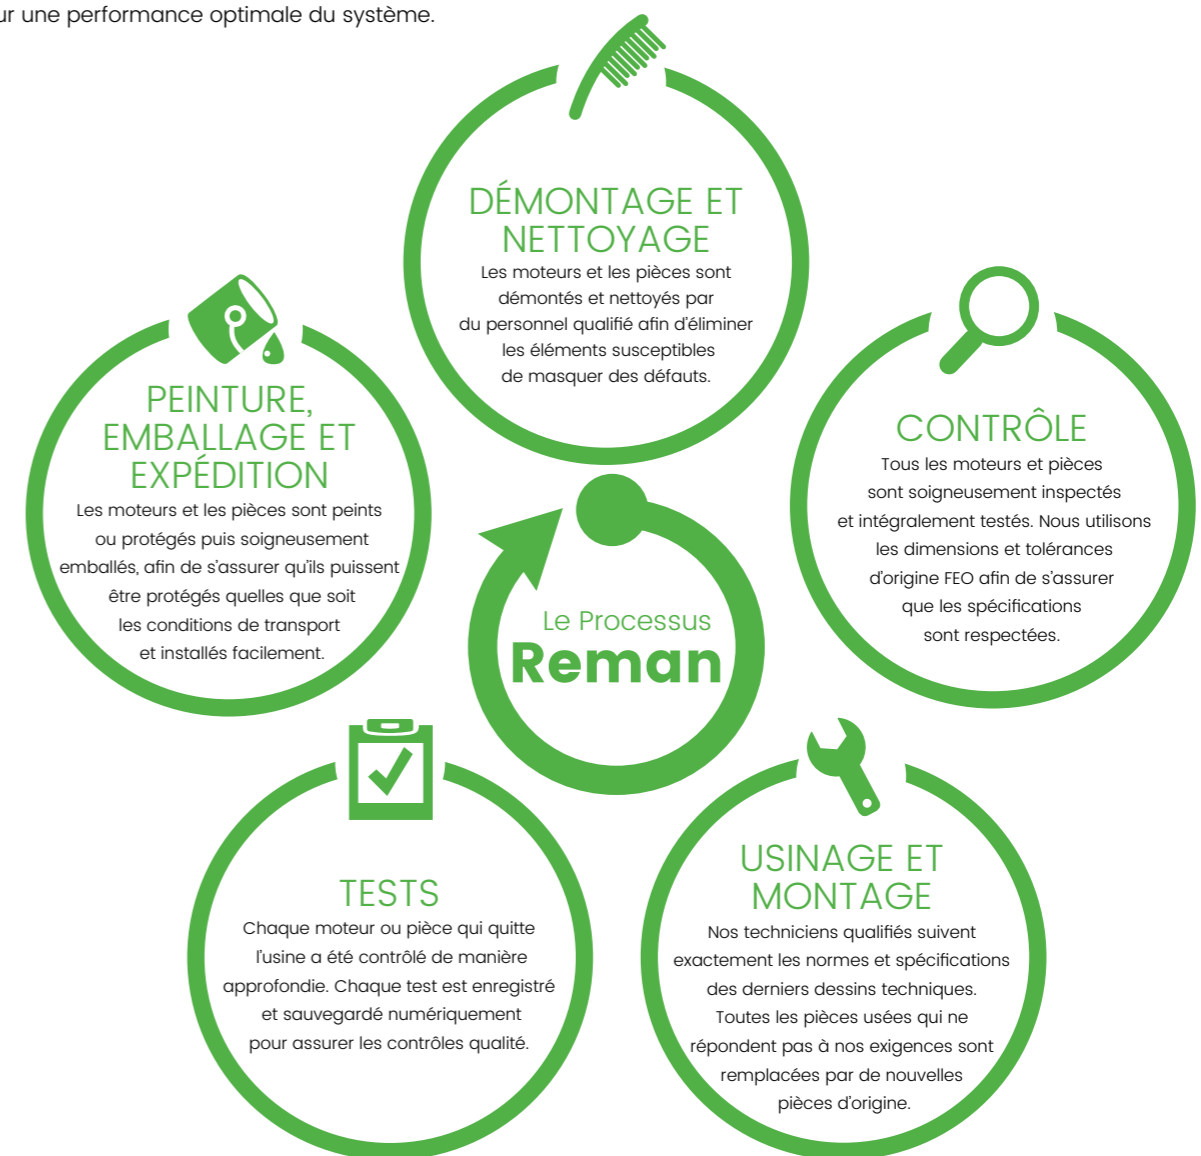 ur une performance optimale du système.
DÉMONTAGE ET
NETTOYAGE
Les moteurs et les pièces sont
démontés et nettoyés par
du personnel qualifié afin d'éliminer
les éléments susceptibles
de masquer des défauts.
CONTRÔLE
Tous les moteurs et pièces
sont soigneusement inspectés
et intégralement testés. Nous utilisons
les dimensions et tolérances
d'origine FEO afin de s'assurer
que les spécifications
sont respectées.
USINAGE ET
MONTAGE
Nos techniciens qualifiés suivent
exactement les normes et spécifications
des derniers dessins techniques.
Toutes les pièces usées qui ne
répondent pas à nos exigences sont
remplacées par de nouvelles
pièces d'origine.
TESTS
Chaque moteur ou pièce qui quitte
l'usine a été contrôlé de manière
approfondie. Chaque test est enregistré
et sauvegardé numériquement
pour assurer les contrôles qualité.
PEINTURE,
EMBALLAGE ET
EXPÉDITION
Les moteurs et les pièces sont peints
ou protégés puis soigneusement
emballés, afin de s'assurer qu'ils puissent
être protégés quelles que soit
les conditions de transport
et installés facilement.
Le Processus
Reman